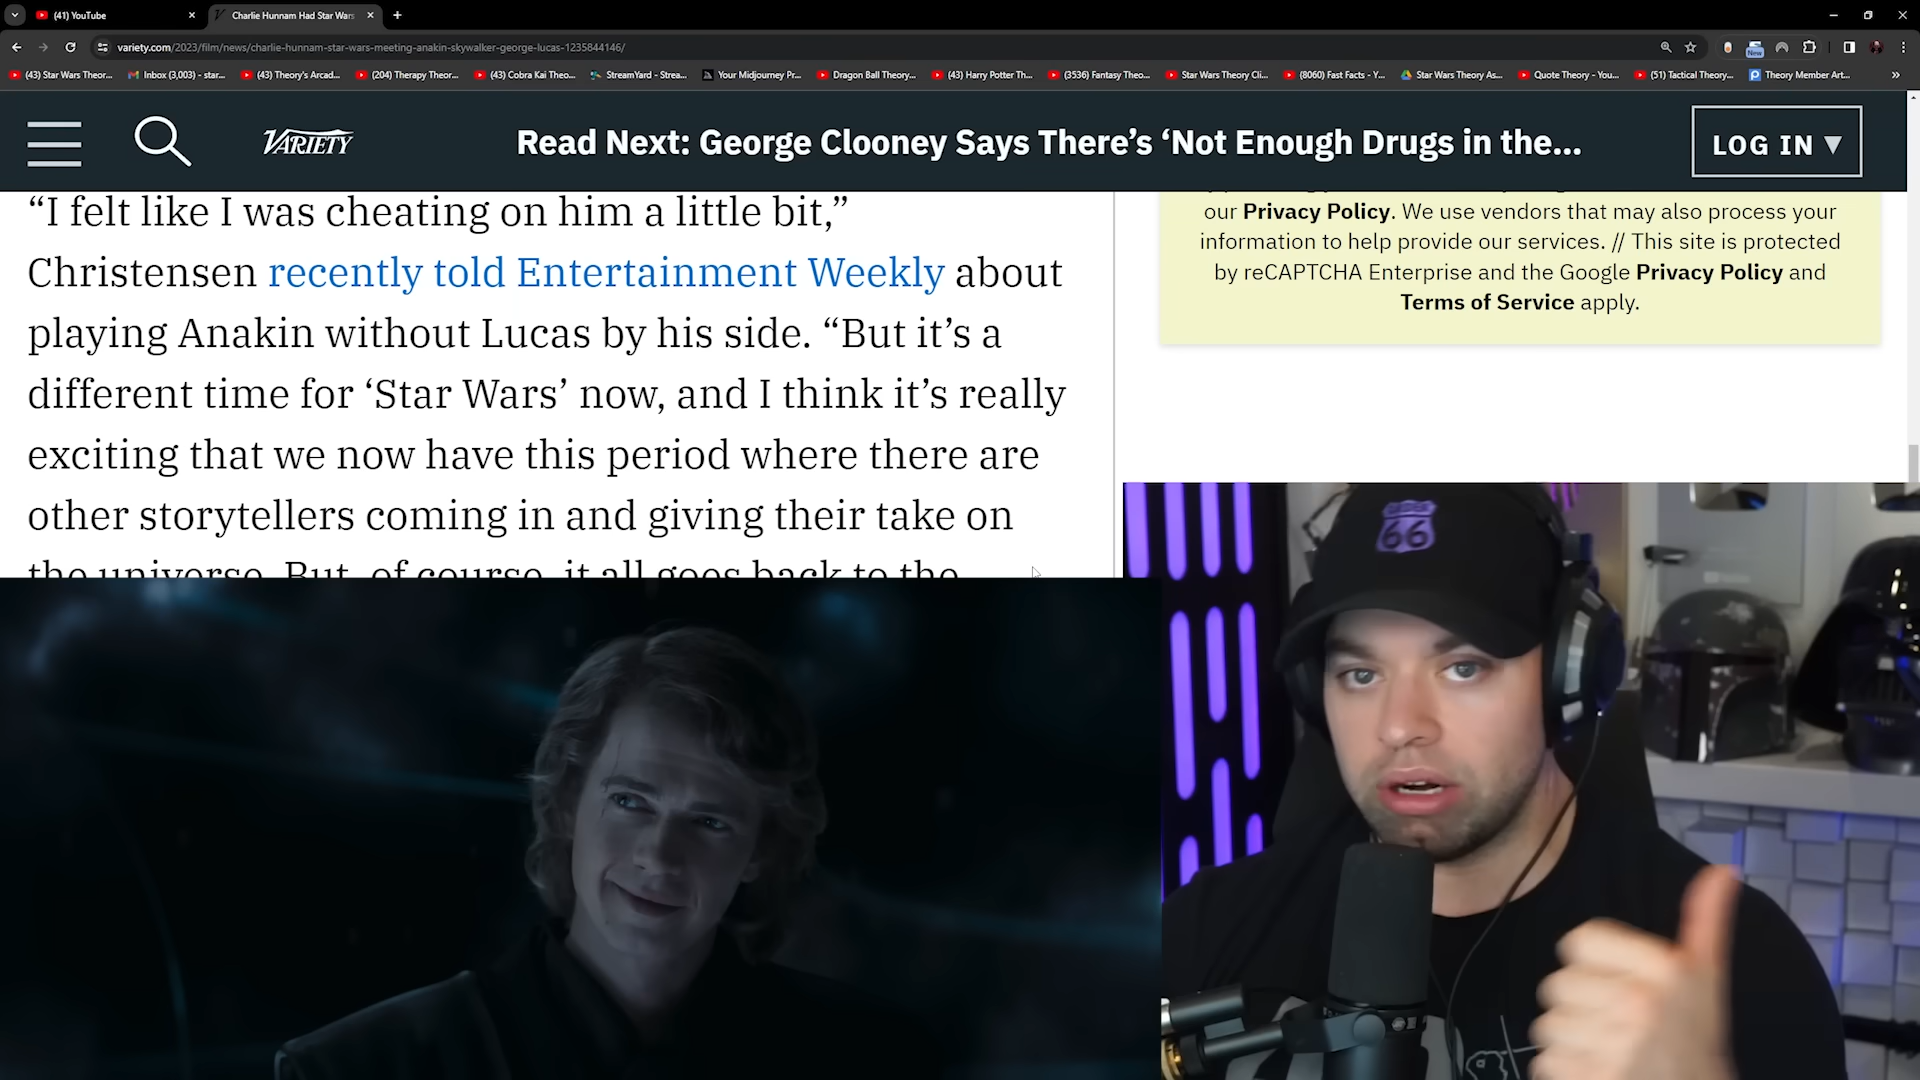 (41) YouTube
Charlie Hunnam Had Star Wars
variety.com/2023/film/news/charlie-hunnam-star-wars-meeting-anakin-skywalker-george-lucas-1235844146/
(43) Star Wars Theor...
Inbox (3,003) - star...
(43) Theory's Arcad...
(204) Therapy Theor...
(43) Cobra Kai Theo...
StreamYard - Strea...
Your Midjourney Pr...
Dragon Ball Theory...
(43) Harry Potter Th...
(3536) Fantasy Theo...
Star Wars Theory Cli...
(8060) Fast Facts - Y...
Star Wars Theory As...
Quote Theory - You...
(51) Tactical Theory...
Theory Member Art...
New
VARIETY
Read Next: George Clooney Says There’s ‘Not Enough Drugs in the...
LOG IN
“I felt like I was cheating on him a little bit,”
Christensen recently told Entertainment Weekly about
playing Anakin without Lucas by his side. “But it’s a
different time for ‘Star Wars’ now, and I think it’s really
exciting that we now have this period where there are
other storytellers coming in and giving their take on
the universe. But, of course, it all goes back to the
our Privacy Policy. We use vendors that may also process your
information to help provide our services. // This site is protected
by reCAPTCHA Enterprise and the Google Privacy Policy and
Terms of Service apply.
66